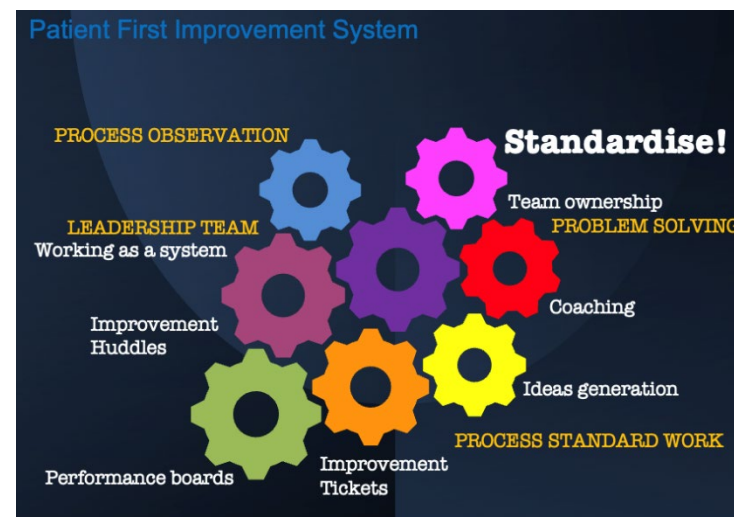 Patient First Improvement System
PROCESS OBSERVATION
Standardise!
Team ownership
LEADERSHIP TEAM
PROBLEM SOLVING
Working as a system
Coaching
Improvement
Huddles
Ideas generation
PROCESS STANDARD WORK
Improvement
Tickets
Performance boards